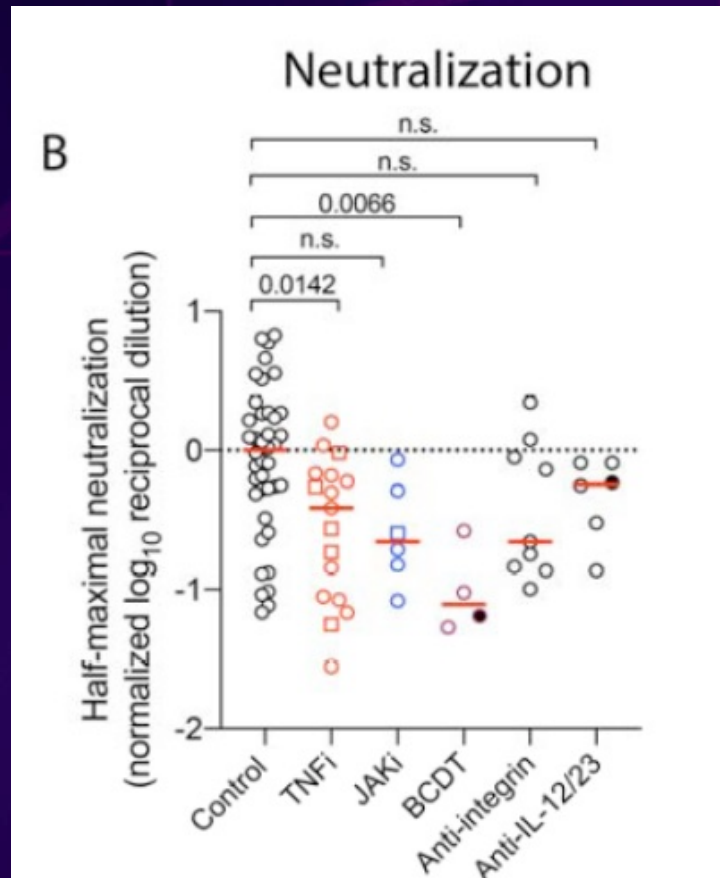 Neutralization
B
n.s.
n.s.
0.0066
n.s.
0.0142
Half-maximal neutralization
(normalized log10 reciprocal dilution)
1
0
-1
-2
Control
TNFi
JAKi
BCDT
Anti-integrin
Anti-IL-12/23